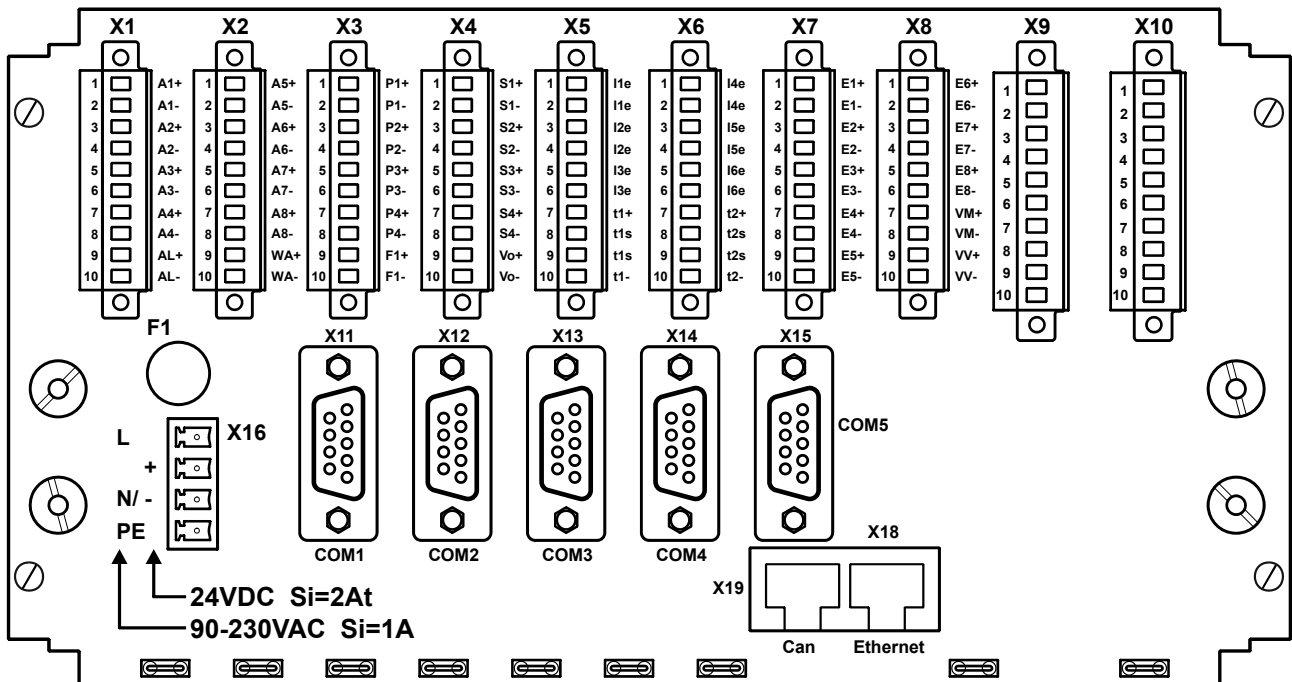 X1 X2 X3 X4 X5 X6 X7 X8 X9 X10
1 A1+ 1 A5+ 1 P1+ 1 S1+ 1 I1e 1 I4e 1 E1+ 1 E6+ 1 1
2 A1- 2 A5- 2 P1- 2 S1- 2 I1e 2 I4e 2 E1- 2 E6- 2 2
3 A2+ 3 A6+ 3 P2+ 3 S2+ 3 I2e 3 I5e 3 E2+ 3 E7+ 3 3
4 A2- 4 A6- 4 P2- 4 S2- 4 I2e 4 I5e 4 E2- 4 E7- 4 4
5 A3+ 5 A7+ 5 P3+ 5 S3+ 5 I3e 5 I6e 5 E3+ 5 E8+ 5 5
6 A3- 6 A7- 6 P3- 6 S3- 6 I3e 6 I6e 6 E3- 6 E8- 6 6
7 A4+ 7 A8+ 7 P4+ 7 S4+ 7 t1+ 7 t2+ 7 E4+ 7 VM+ 7 7
8 A4- 8 A8- 8 P4- 8 S4- 8 t1s 8 t2s 8 E4- 8 VM- 8 8
9 AL+ 9 WA+ 9 F1+ 9 Vo+ 9 t1s 9 t2s 9 E5+ 9 VV+ 9 9
10 AL- 10 WA- 10 F1- 10 Vo- 10 t1- 10 t2- 10 E5- 10 VV- 10 10
F1 X11 X12 X13 X14 X15
L X16 COM5
+
N/ -
PE
COM1 COM2 COM3 COM4 X18
X19
24VDC Si=2At
90-230VAC Si=1A
Can Ethernet